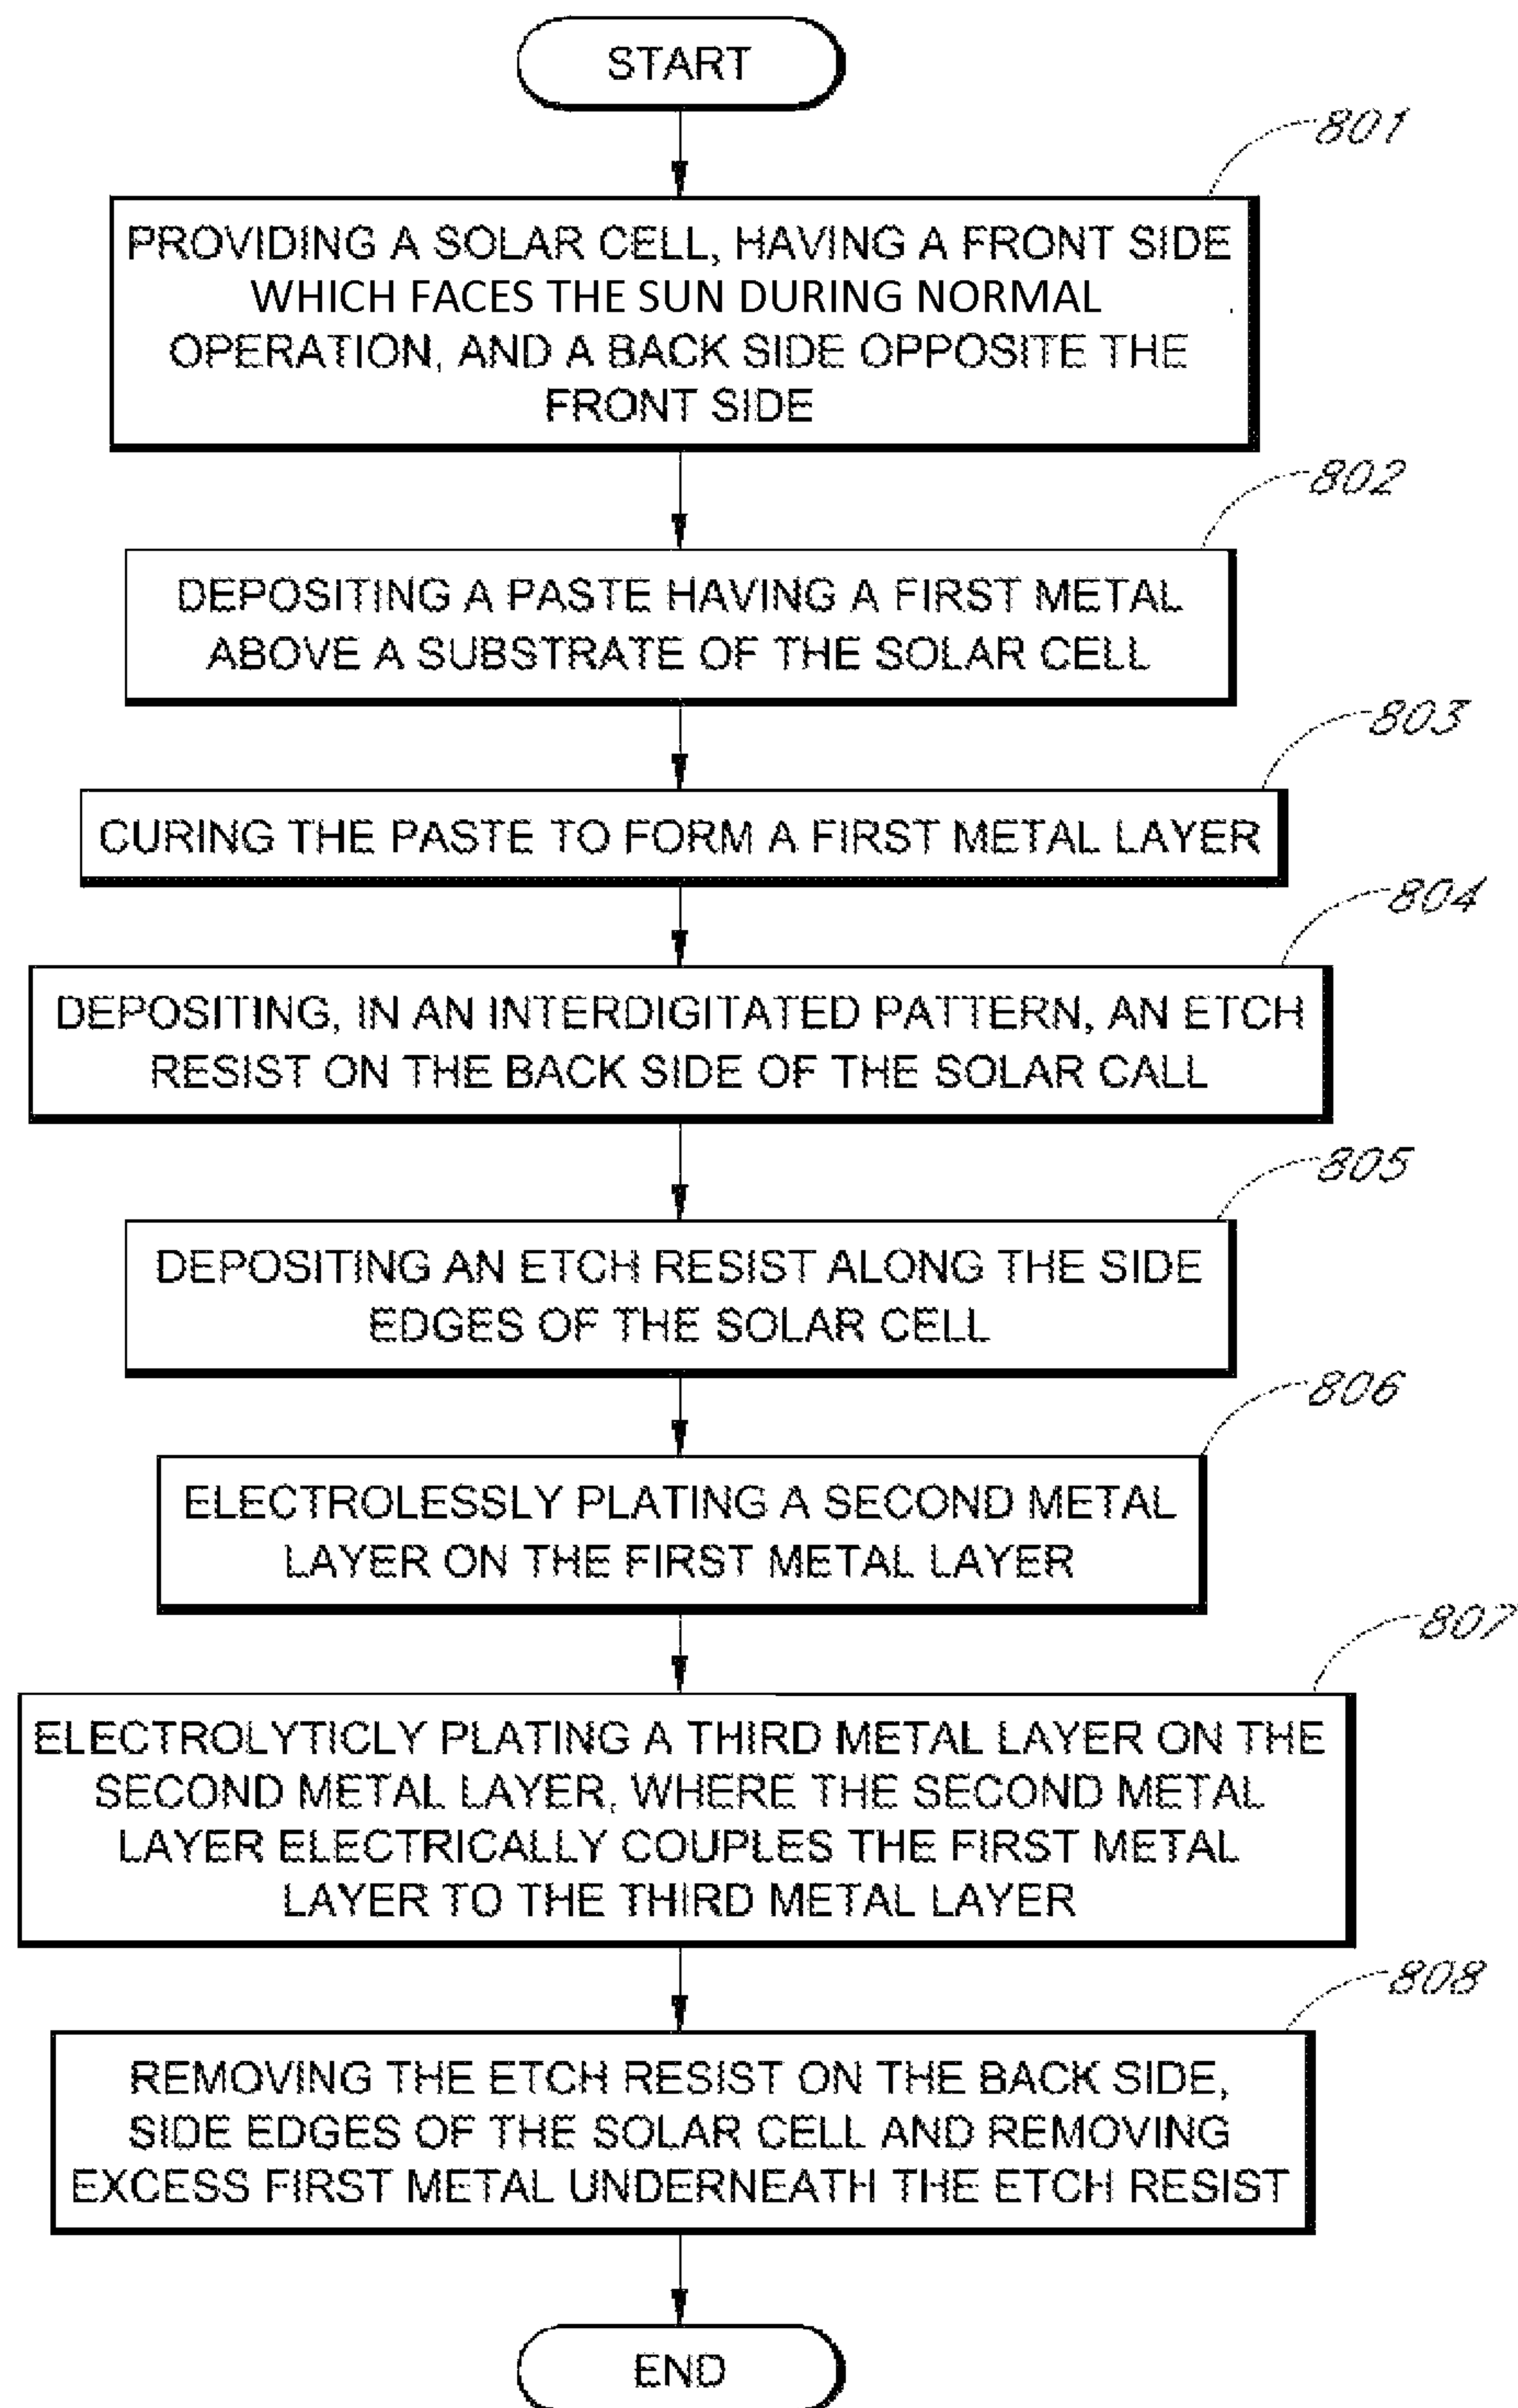 START
801
PROVIDING A SOLAR CELL, HAVING A FRONT SIDE
WHICH FACES THE SUN DURING NORMAL
OPERATION, AND A BACK SIDE OPPOSITE THE
FRONT SIDE
802
DEPOSITING A PASTE HAVING A FIRST METAL
ABOVE A SUBSTRATE OF THE SOLAR CELL
803
CURING THE PASTE TO FORM A FIRST METAL LAYER
804
DEPOSITING, IN AN INTERDIGITATED PATTERN, AN ETCH
RESIST ON THE BACK SIDE OF THE SOLAR CALL
805
DEPOSITING AN ETCH RESIST ALONG THE SIDE
EDGES OF THE SOLAR CELL
806
ELECTROLESSLY PLATING A SECOND METAL
LAYER ON THE FIRST METAL LAYER
807
ELECTROLYTICLY PLATING A THIRD METAL LAYER ON THE
SECOND METAL LAYER, WHERE THE SECOND METAL
LAYER ELECTRICALLY COUPLES THE FIRST METAL
LAYER TO THE THIRD METAL LAYER
808
REMOVING THE ETCH RESIST ON THE BACK SIDE,
SIDE EDGES OF THE SOLAR CELL AND REMOVING
EXCESS FIRST METAL UNDERNEATH THE ETCH RESIST
END